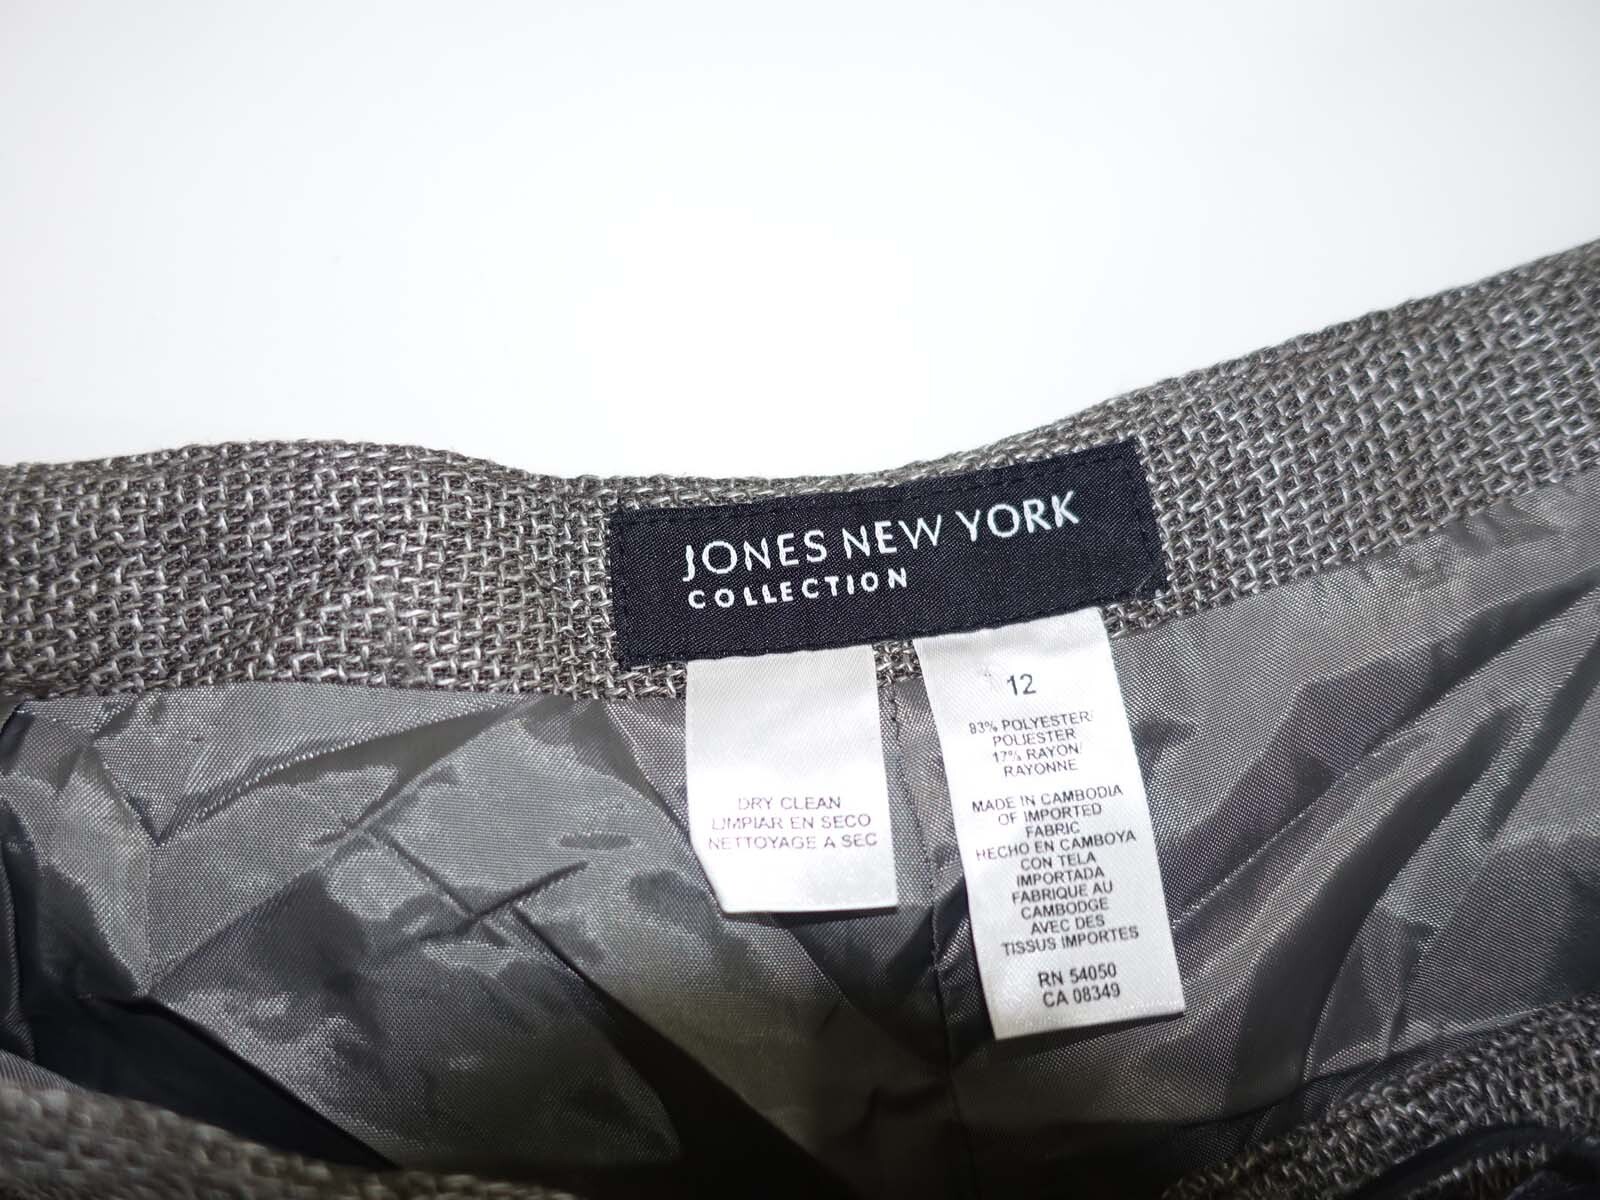 JONES NEW YORK
COLLECTION
DRY CLEAN
LIMPIAR EN SECO
NETTOYAGE A SEC
12
83% POLYESTER/
POLIESTER
17% RAYON/
RAYONNE
MADE IN CAMBODIA
OF IMPORTED
FABRIC
HECHO EN CAMBOYA
CON TELA
IMPORTADA
FABRIQUE AU
CAMBODGE
AVEC DES
TISSUS IMPORTES
RN 54050
CA 08349